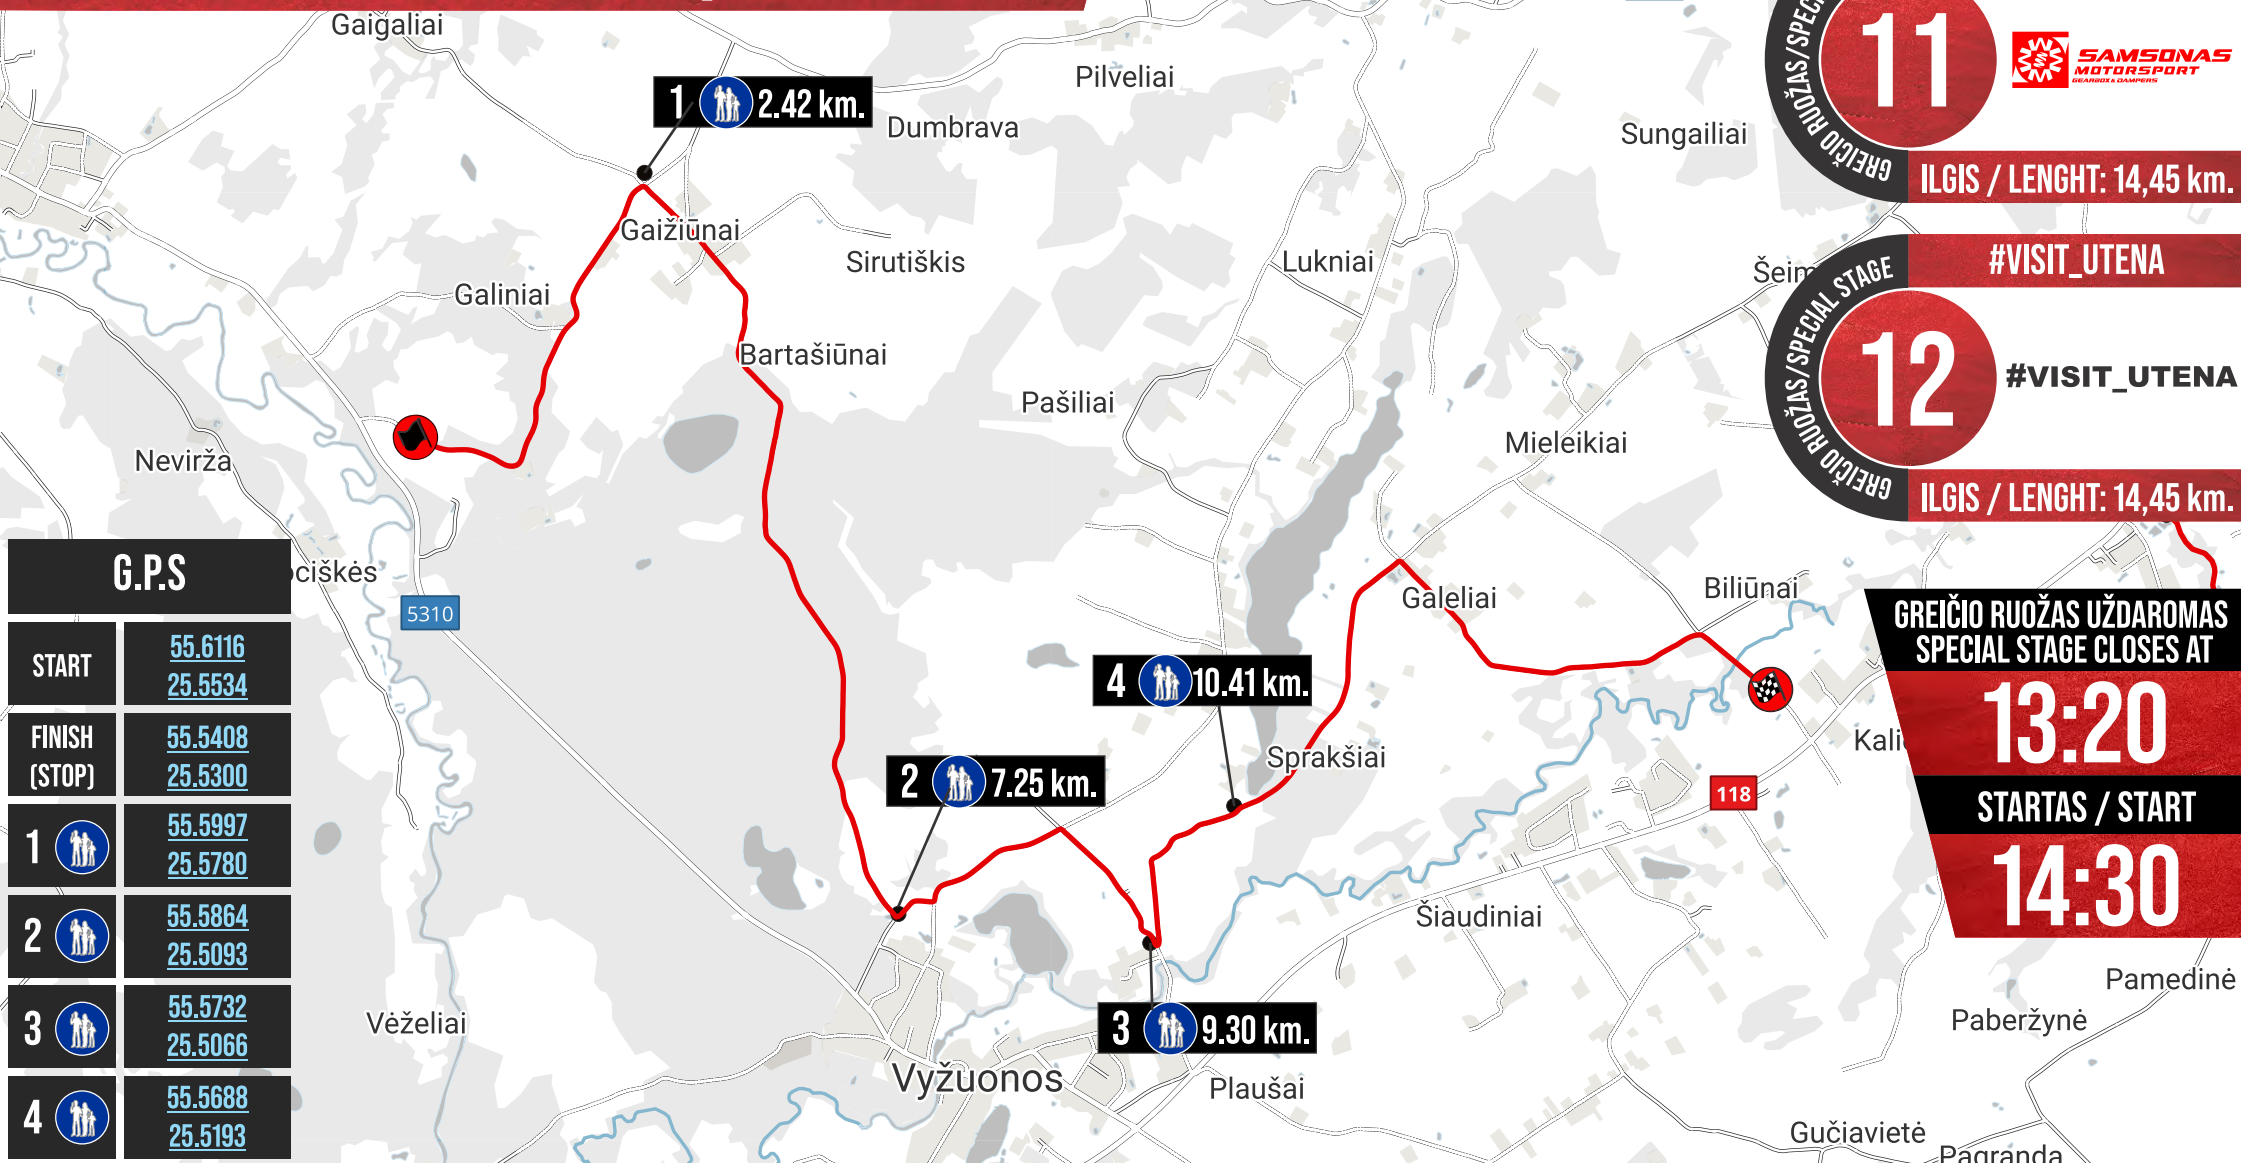 Gaigaliai
Pilveliai
Dumbrava
Sungailiai
1 2.42 km.
Gaižiūnai
Sirutiškis
Lukniai
Galiniai
Bartašiūnai
Pašiliai
Mieleikiai
Nevirža
Galeliai
Biliūnai
5310
4 10.41 km.
Sprakšiai
2 7.25 km.
118
Šiaudiniai
3 9.30 km.
Vėželiai
Vyžuonos
Plaušai
Pamedinė
Paberžynė
Gučiavietė
Pagranda
11
SAMSONAS
MOTORSPORT
GEARBOX & DAMPERS
GREIČIO RUOŽAS/SPECI
ILGIS / LENGHT: 14,45 km.
#VISIT_UTENA
GREIČIO RUOŽAS/SPECIAL STAGE
12
#VISIT_UTENA
ILGIS / LENGHT: 14,45 km.
GREIČIO RUOŽAS UŽDAROMAS
SPECIAL STAGE CLOSES AT
13:20
STARTAS / START
14:30
G.P.S
START
55.6116
25.5534
FINISH
(STOP)
55.5408
25.5300
1
55.5997
25.5780
2
55.5864
25.5093
3
55.5732
25.5066
4
55.5688
25.5193